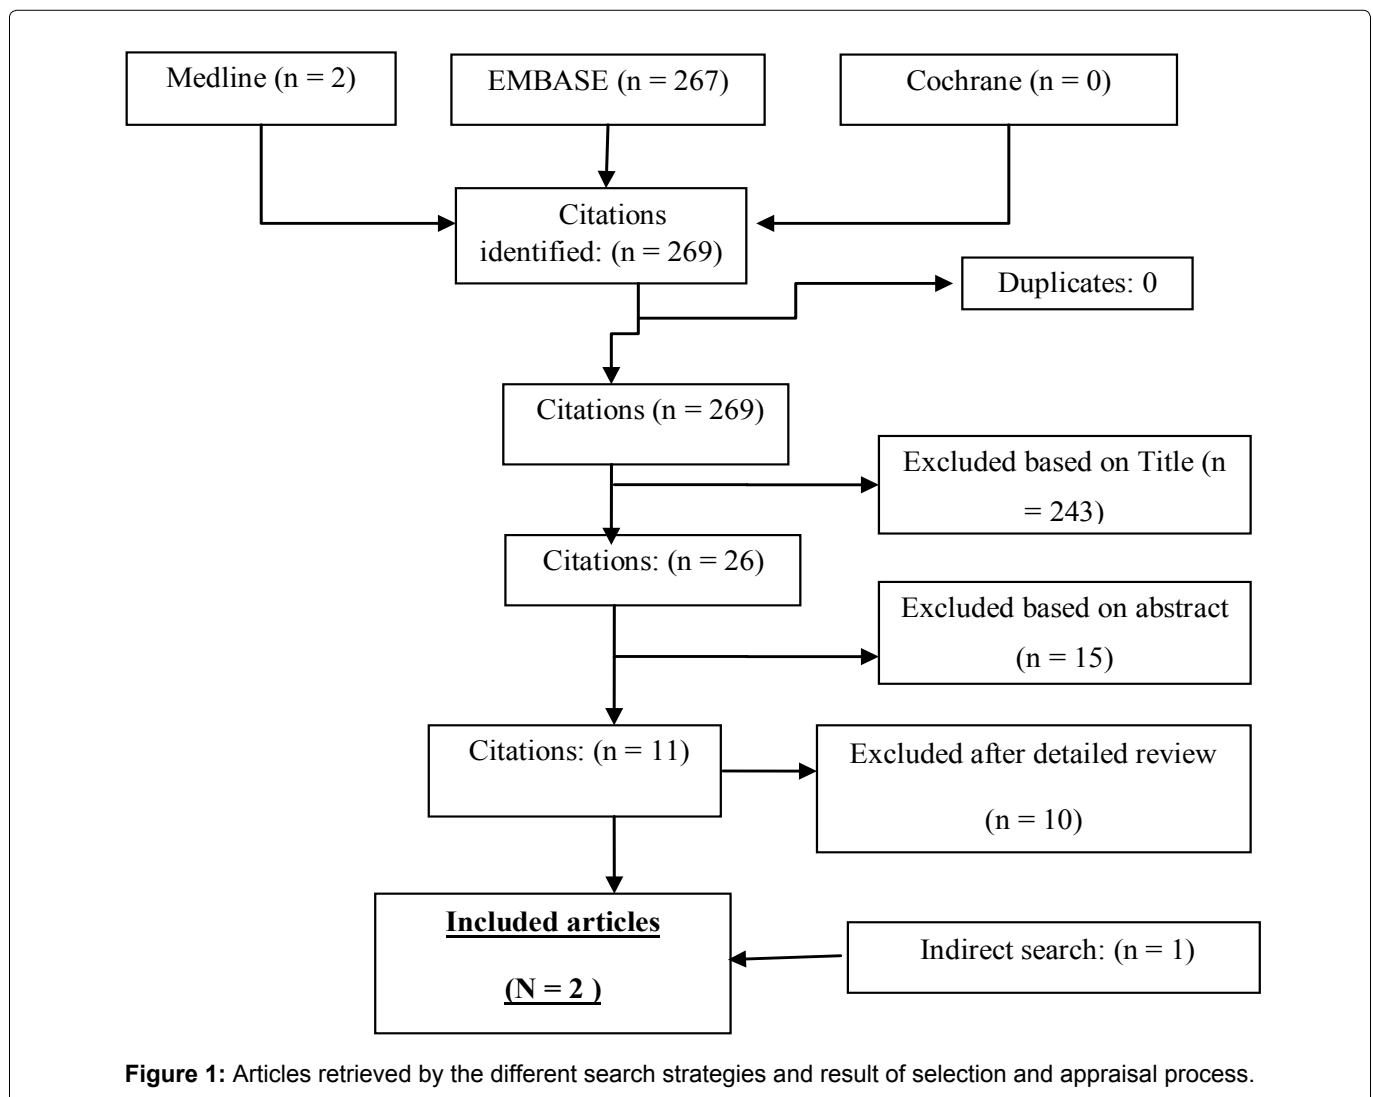 Medline (n = 2)
EMBASE (n = 267)
Cochrane (n = 0)
Citations
identified: (n = 269)
Duplicates: 0
Citations (n = 269)
Excluded based on Title (n
= 243)
Citations: (n = 26)
Excluded based on abstract
(n = 15)
Citations: (n = 11)
Excluded after detailed review
(n = 10)
Included articles
(N = 2 )
Indirect search: (n = 1)
Figure 1: Articles retrieved by the different search strategies and result of selection and appraisal process.